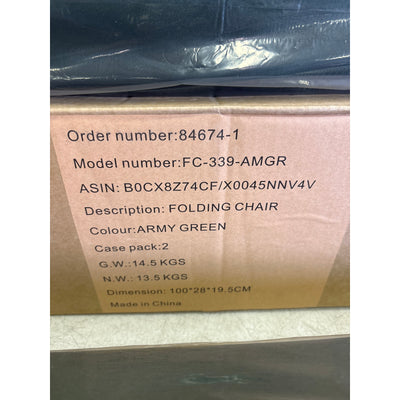 Order number:84674-1
Model number:FC-339-AMGR
ASIN: B0CX8Z74CF/X0045NNV4V
Description: FOLDING CHAIR
Colour:ARMY GREEN
Case pack:2
G.W.:14.5 KGS
N.W.:13.5 KGS
Dimension: 100*28*19.5CM
Made in China